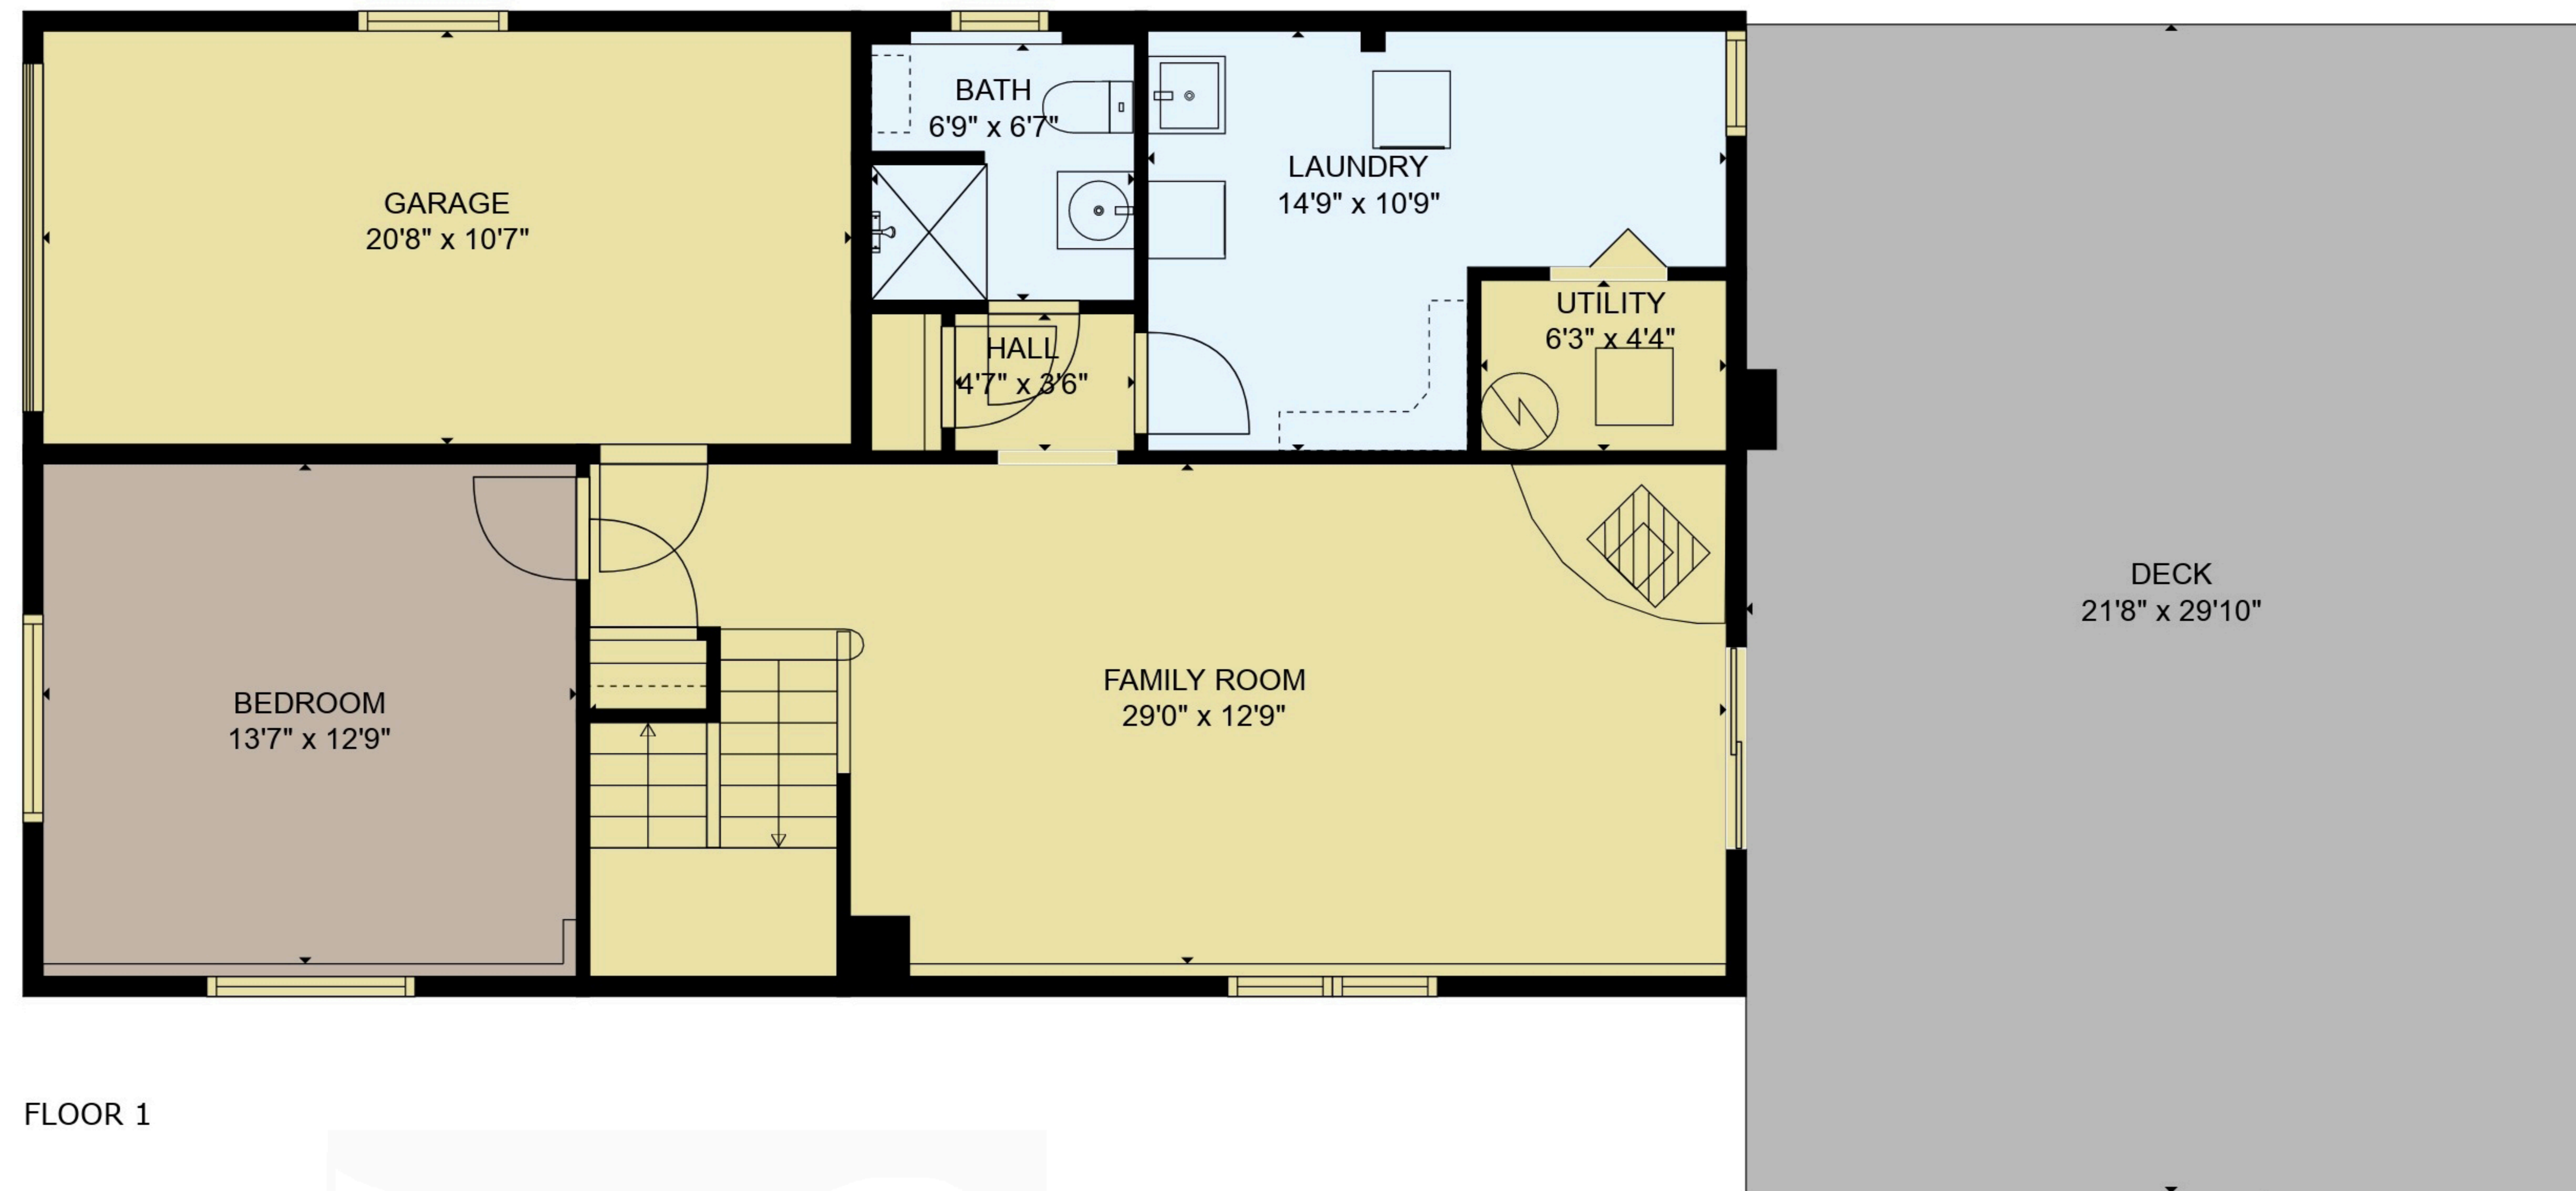 GARAGE
20'8" x 10'7"
BATH
6'9" x 6'7"
LAUNDRY
14'9" x 10'9"
UTILITY
6'3" x 4'4"
HALL
4'7" x 3'6"
BEDROOM
13'7" x 12'9"
FAMILY ROOM
29'0" x 12'9"
DECK
21'8" x 29'10"
FLOOR 1